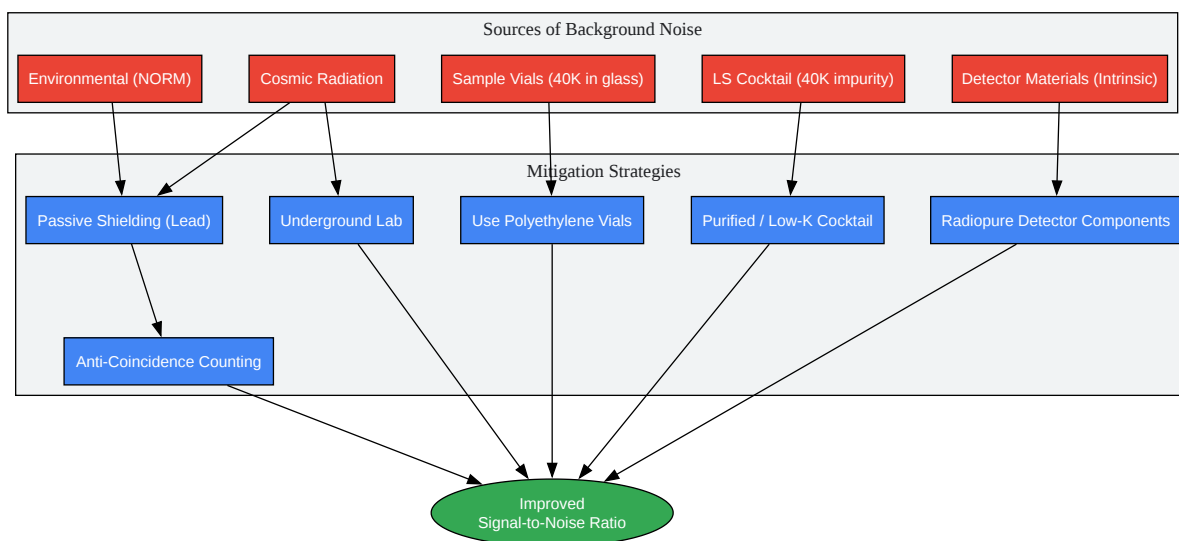 Sources of Background Noise
Environmental (NORM)
Cosmic Radiation
Sample Vials (40K in glass)
LS Cocktail (40K impurity)
Detector Materials (Intrinsic)
Mitigation Strategies
Passive Shielding (Lead)
Underground Lab
Use Polyethylene Vials
Purified / Low-K Cocktail
Radiopure Detector Components
Anti-Coincidence Counting
Improved
Signal-to-Noise Ratio